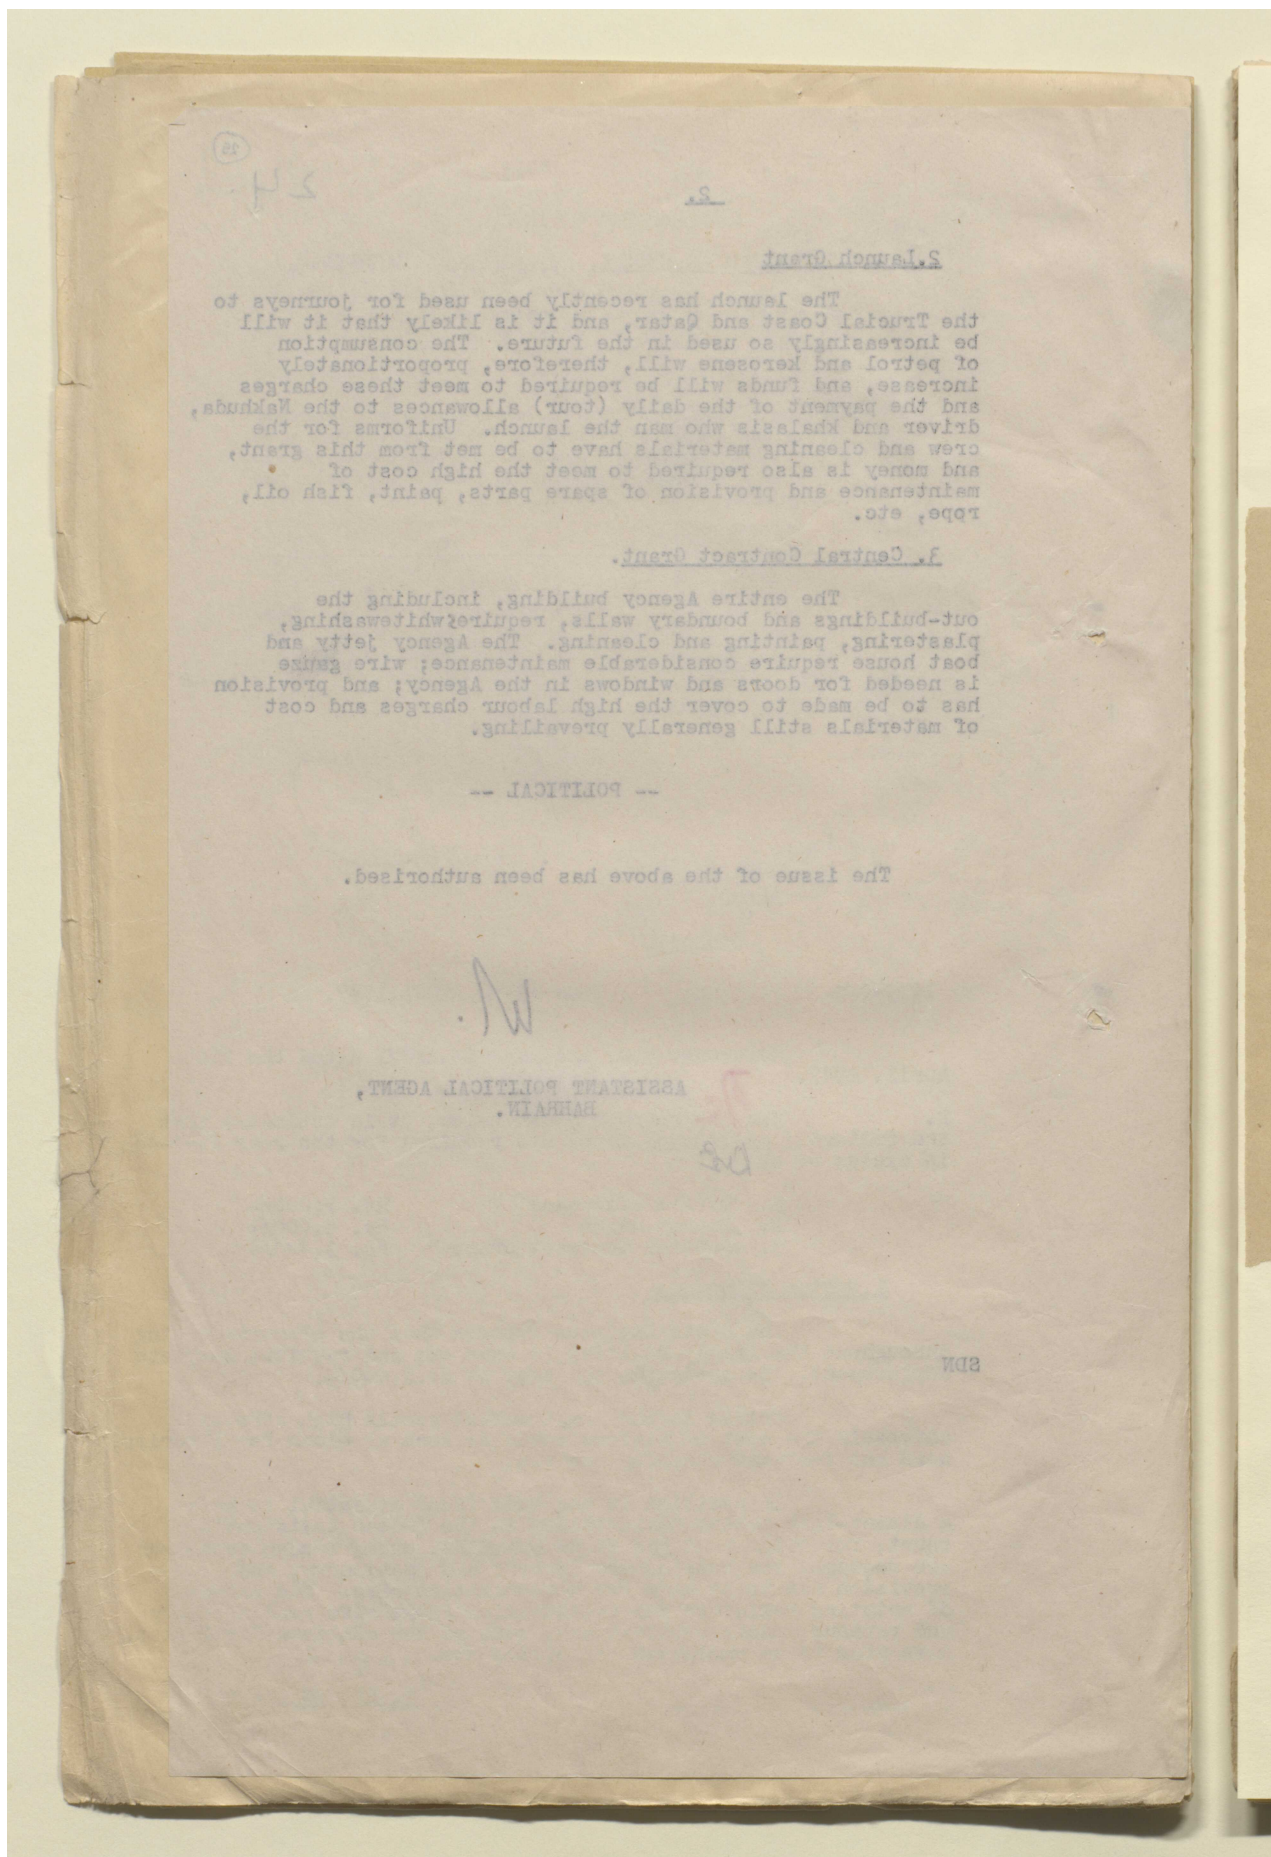 25
24
2.
2.Launch Grant
The launch has recently been used for journeys to
the Trucial Coast and Qatar, and it is likely that it will
be increasingly so used in the future. The consumption
of petrol and kerosene will, therefore, proportionately
increase, and funds will be required to meet these charges
and the payment of the daily (tour) allowances to the Nakhuda,
driver and khalasis who man the launch. Uniforms for the
crew and cleaning materials have to be met from this grant,
and money is also required to meet the high cost of
maintenance and provision of spare parts, paint, fish oil,
rope, etc.
3. Central Contract Grant.
The entire Agency building, including the
out-buildings and boundary walls, requires whitewashing,
plastering, painting and cleaning. The Agency jetty and
boat house require considerable maintenance; wire gauze
is needed for doors and windows in the Agency; and provision
has to be made to cover the high labour charges and cost
of materials still generally prevailing.
-- POLITICAL --
The issue of the above has been authorised.
ASSISTANT POLITICAL AGENT,
BAHRAIN.
SDN